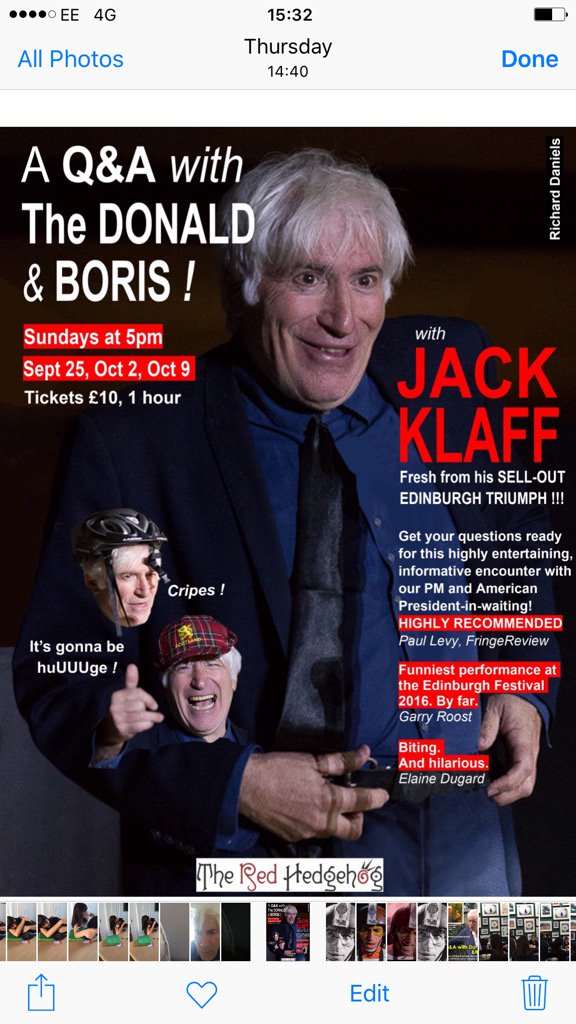 EE 4G 15:32
All Photos
Thursday
14:40
Done
Richard Daniels
A Q&A with
The DONALD
& BORIS !
Sundays at 5pm
Sept 25, Oct 2, Oct 9
Tickets £10, 1 hour
with
JACK
KLAFF
Fresh from his SELL-OUT
EDINBURGH TRIUMPH !!!
Get your questions ready
for this highly entertaining,
informative encounter with
our PM and American
President-in-waiting!
HIGHLY RECOMMENDED
Paul Levy, FringeReview
Funniest performance at
the Edinburgh Festival
2016. By far.
Garry Roost
Biting.
And hilarious.
Elaine Dugard
Cripes !
It's gonna be
huUUUge !
SCOTLAND
The Red Hedgehog
Edit